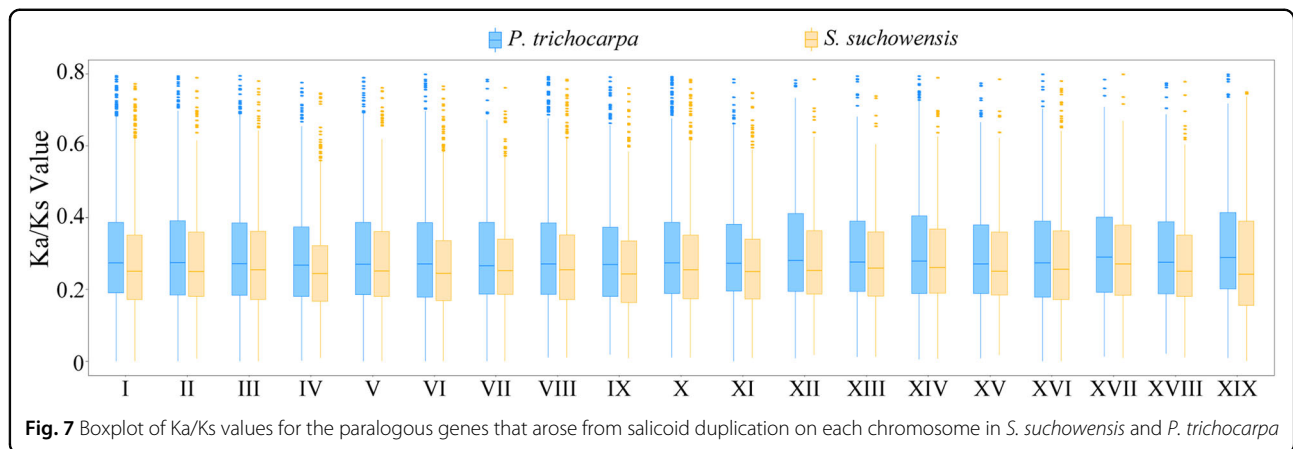 P. trichocarpa S. suchowensis
Ka/Ks Value
0.8
0.6
0.4
0.2
0
I II III IV V VI VII VIII IX X XI XII XIII XIV XV XVI XVII XVIII XIX
Fig. 7 Boxplot of Ka/Ks values for the paralogous genes that arose from salicoid duplication on each chromosome in S. suchowensis and P. trichocarpa